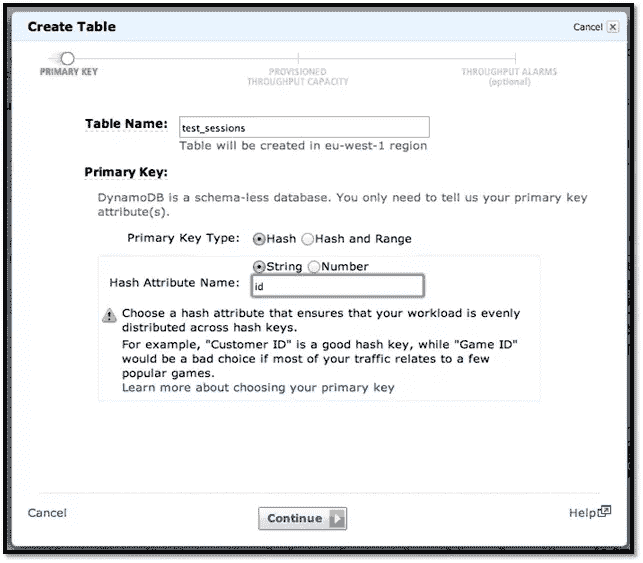 Create Table
Cancel
PRIMARY KEY
PROVISIONED
THROUGHPUT CAPACITY
THROUGHPUT ALARMS
(optional)
Table Name:
test_sessions
Table will be created in eu-west-1 region
Primary Key:
DynamoDB is a schema-less database. You only need to tell us your primary key
attribute(s).
Primary Key Type:
Hash
Hash and Range
String
Number
Hash Attribute Name:
id
Choose a hash attribute that ensures that your workload is evenly
distributed across hash keys.
For example, "Customer ID" is a good hash key, while "Game ID"
would be a bad choice if most of your traffic relates to a few
popular games.
Learn more about choosing your primary key
Cancel
Continue
Help